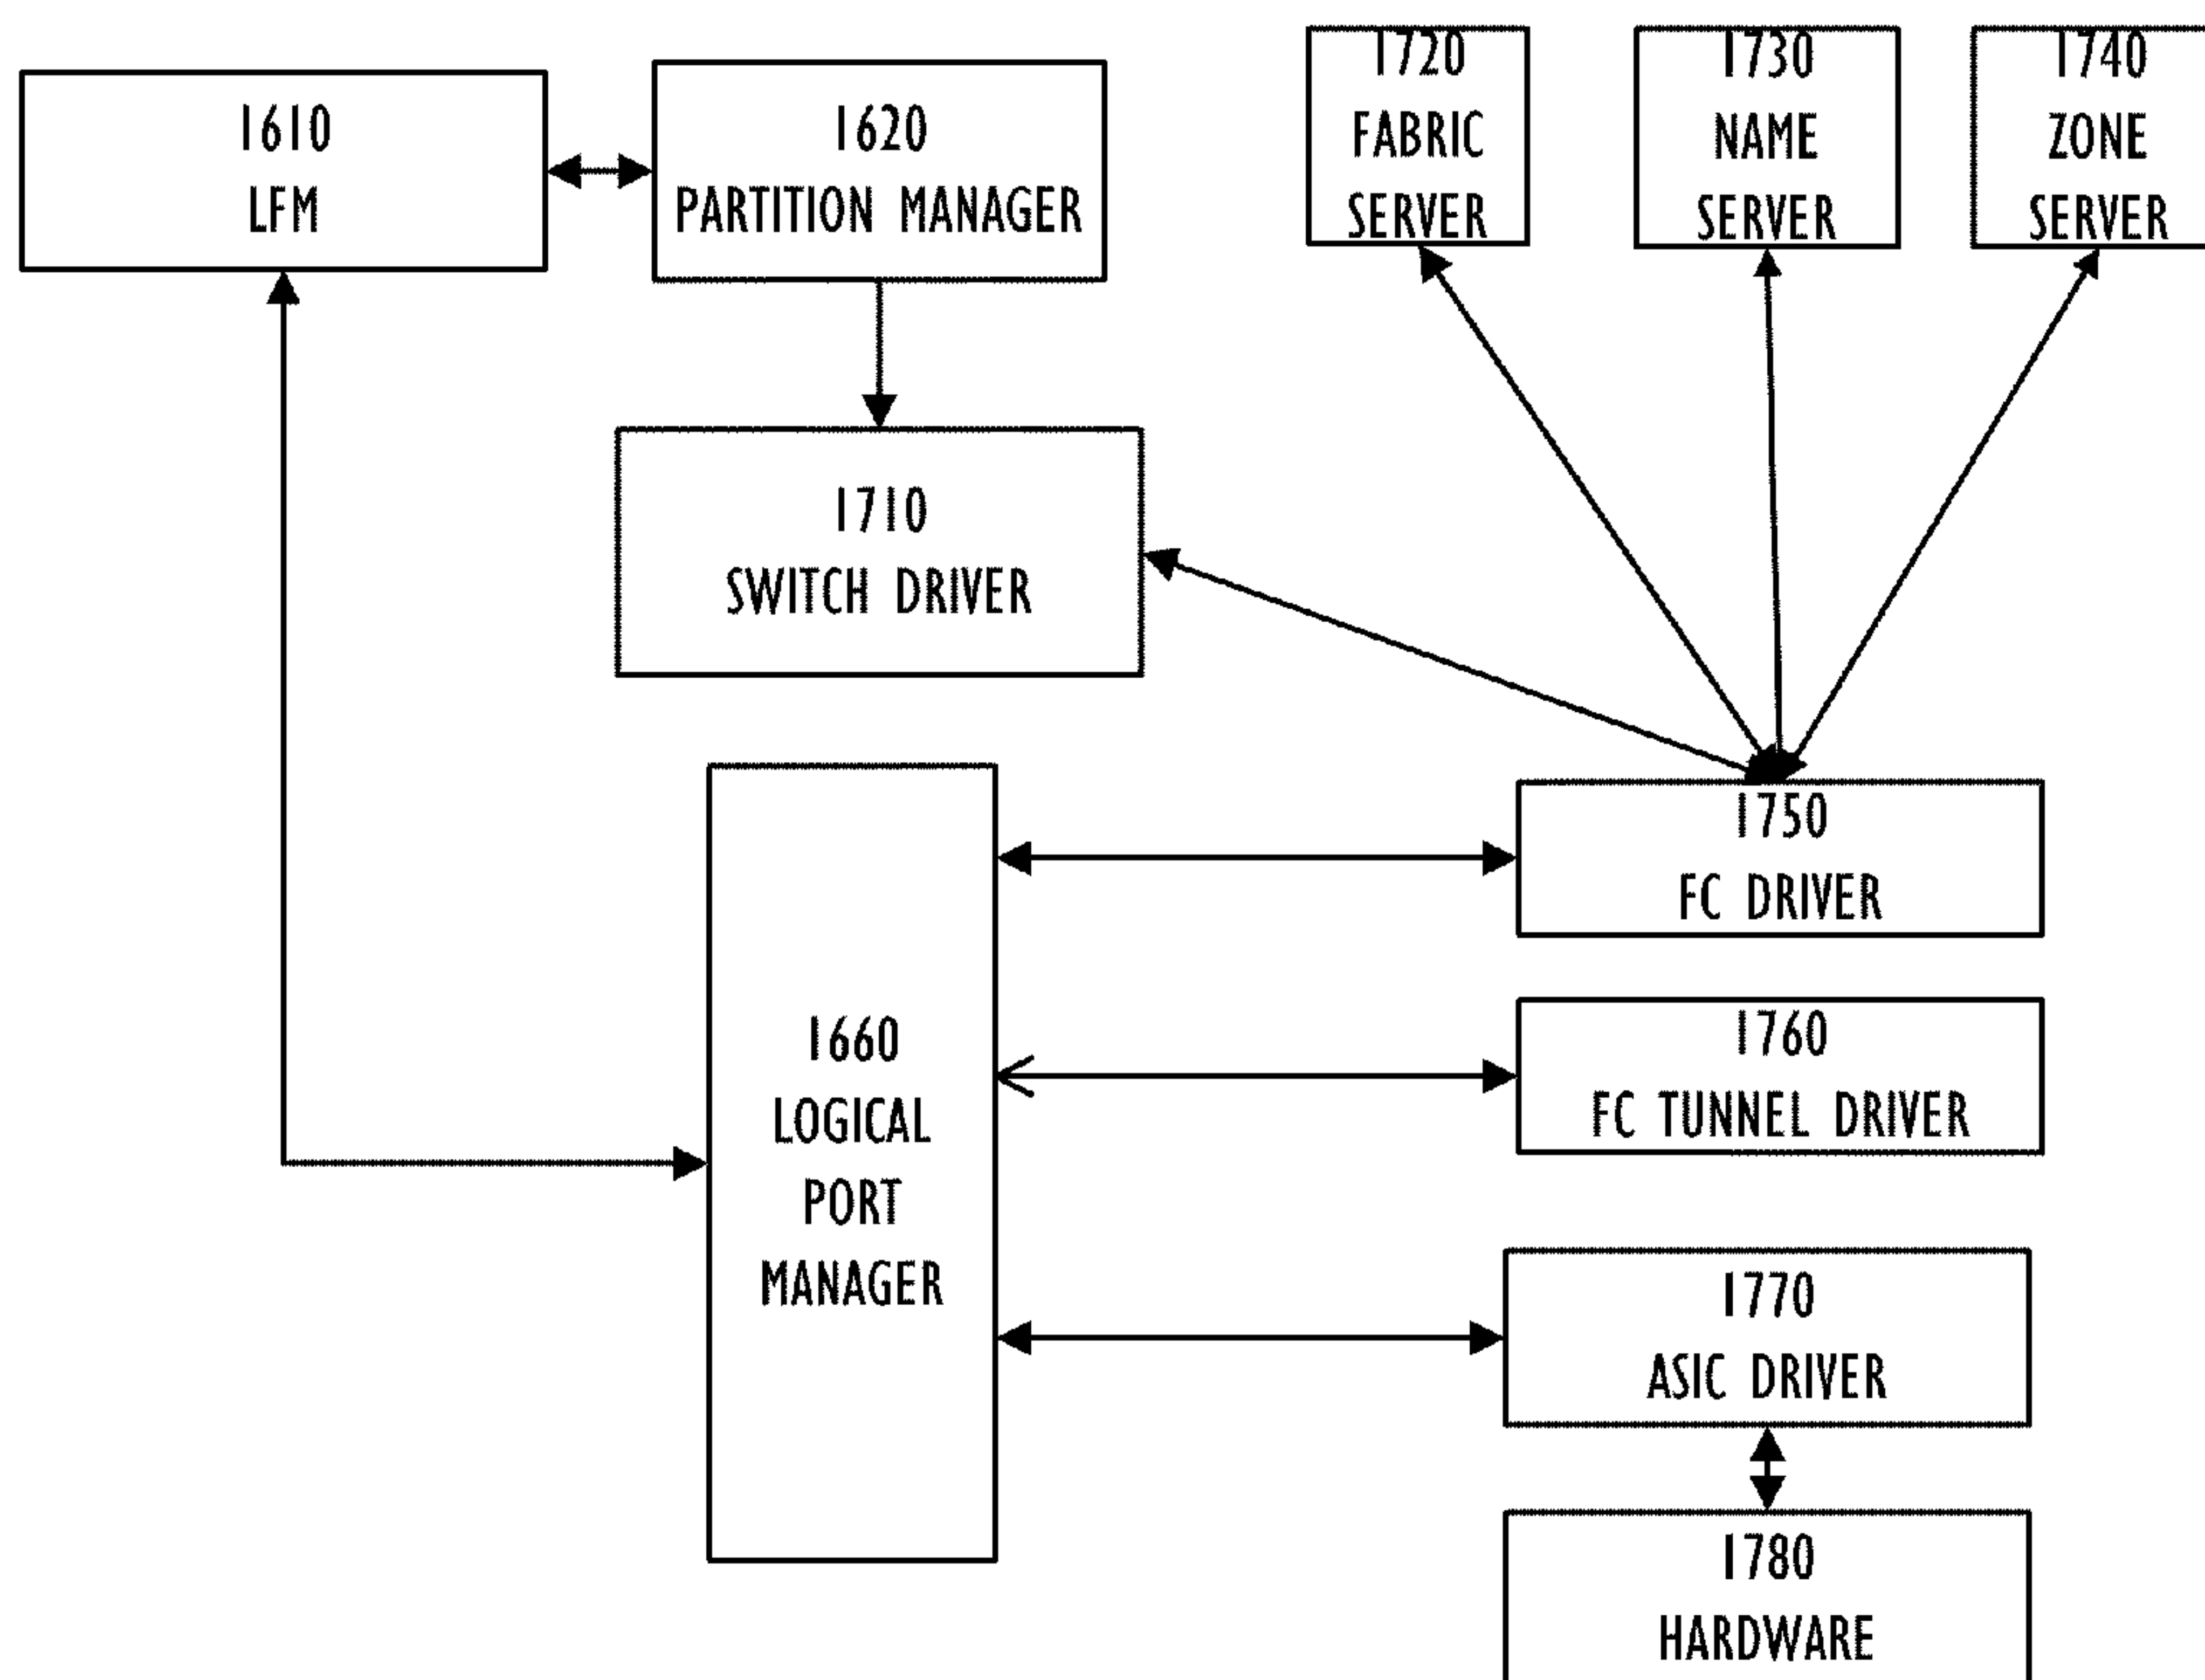 1610
LFM
1620
PARTITION MANAGER
1720
FABRIC
SERVER
1730
NAME
SERVER
1740
ZONE
SERVER
1710
SWITCH DRIVER
1750
FC DRIVER
1660
LOGICAL
PORT
MANAGER
1760
FC TUNNEL DRIVER
1770
ASIC DRIVER
1780
HARDWARE